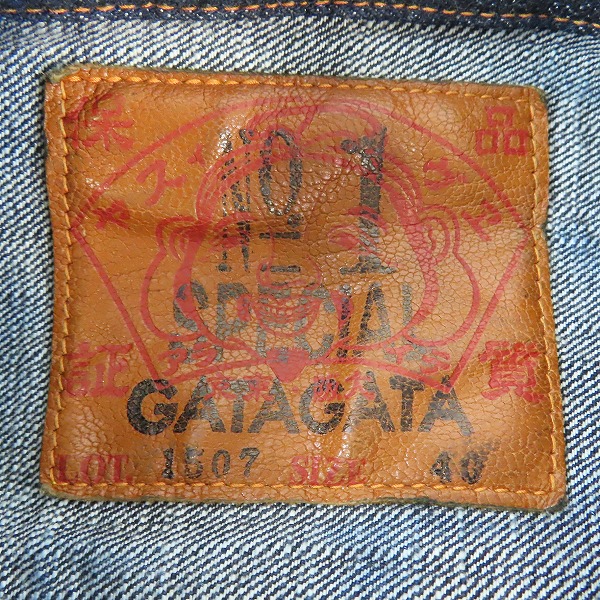 保 品
No 1
SPECIAL
証 質
GATAGATA
LOT. 1507 SIZE 40